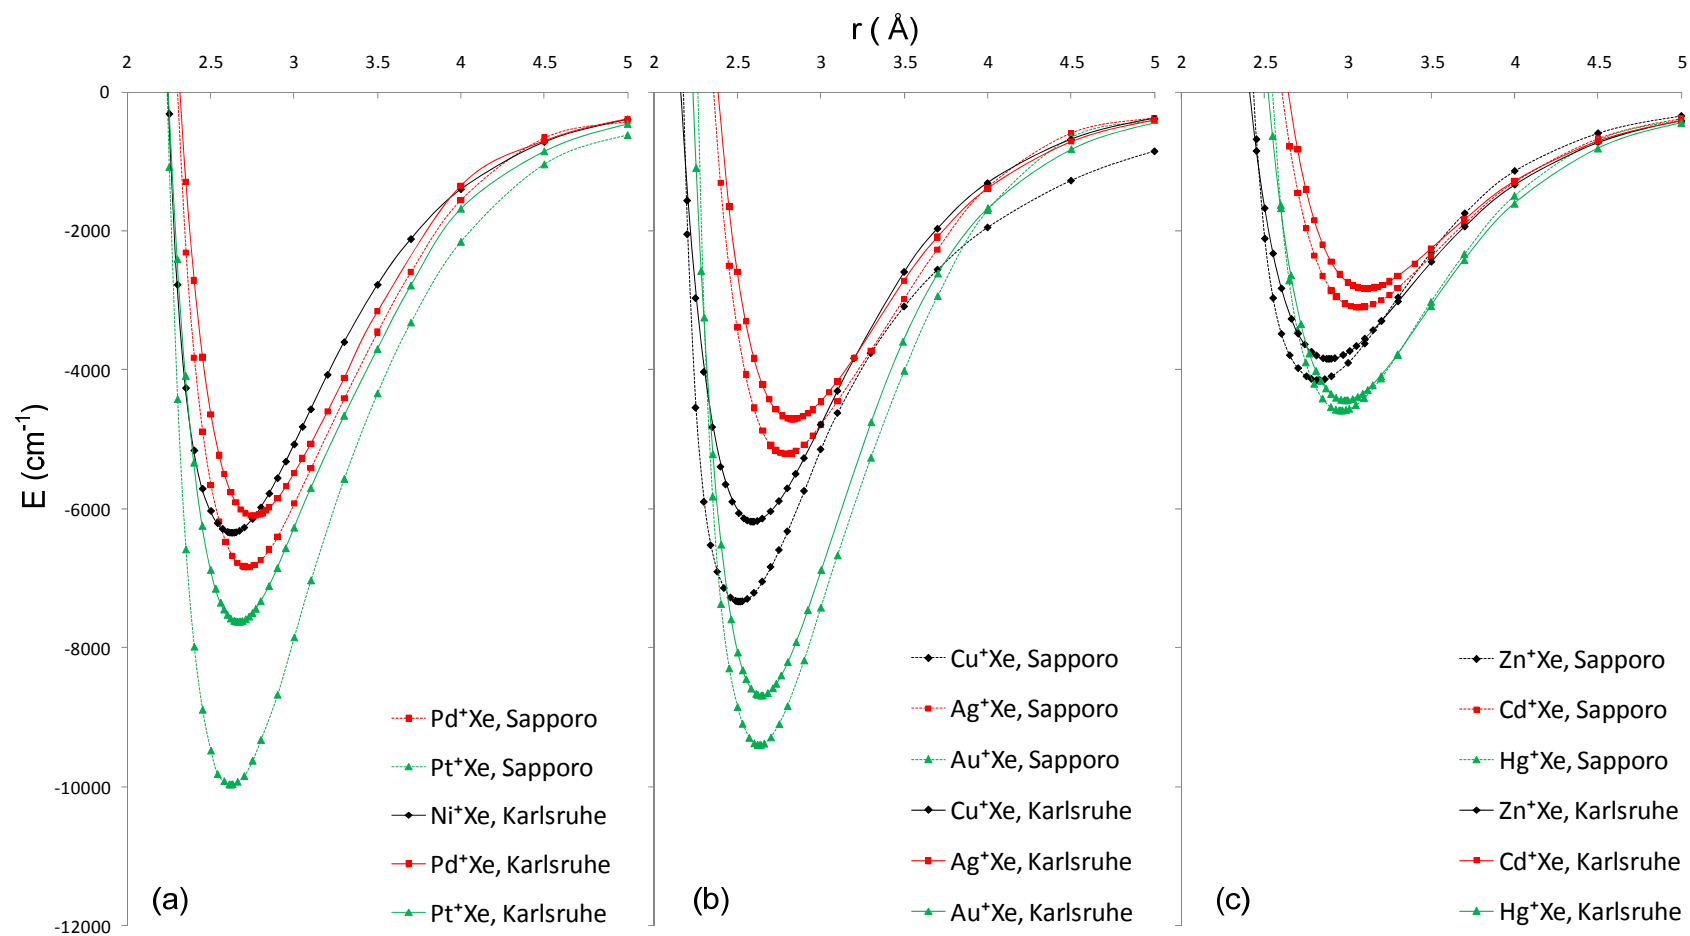 r ( Å)
2 2.5 3 3.5 4 4.5 5
2 2.5 3 3.5 4 4.5 5
2 2.5 3 3.5 4 4.5 5
0
-2000
-4000
-6000
-8000
-10000
-12000
E (cm⁻¹)
Pd⁺Xe, Sapporo
Pt⁺Xe, Sapporo
Ni⁺Xe, Karlsruhe
Pd⁺Xe, Karlsruhe
Pt⁺Xe, Karlsruhe
(a)
Cu⁺Xe, Sapporo
Ag⁺Xe, Sapporo
Au⁺Xe, Sapporo
Cu⁺Xe, Karlsruhe
Ag⁺Xe, Karlsruhe
Au⁺Xe, Karlsruhe
(b)
Zn⁺Xe, Sapporo
Cd⁺Xe, Sapporo
Hg⁺Xe, Sapporo
Zn⁺Xe, Karlsruhe
Cd⁺Xe, Karlsruhe
Hg⁺Xe, Karlsruhe
(c)